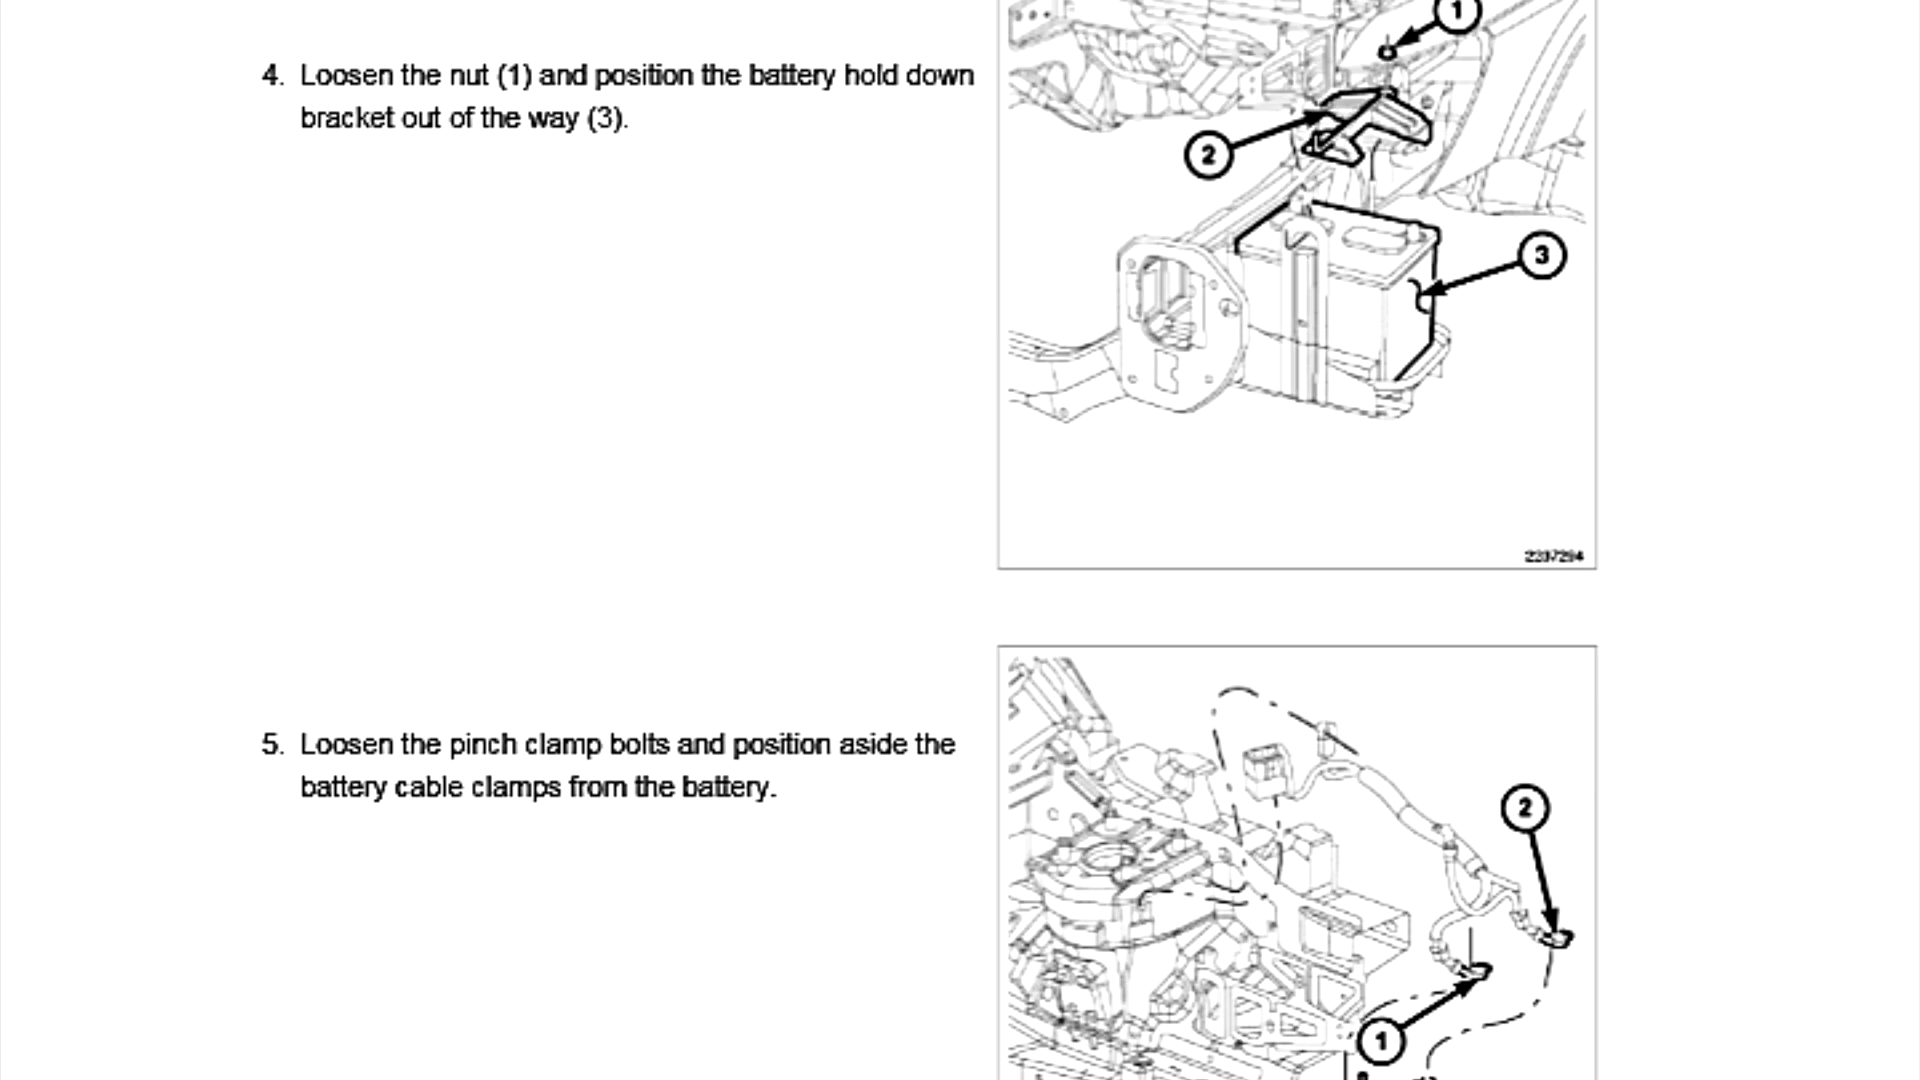 4. Loosen the nut (1) and position the battery hold down
bracket out of the way (3).
1
2
3
5. Loosen the pinch clamp bolts and position aside the
battery cable clamps from the battery.
2
1